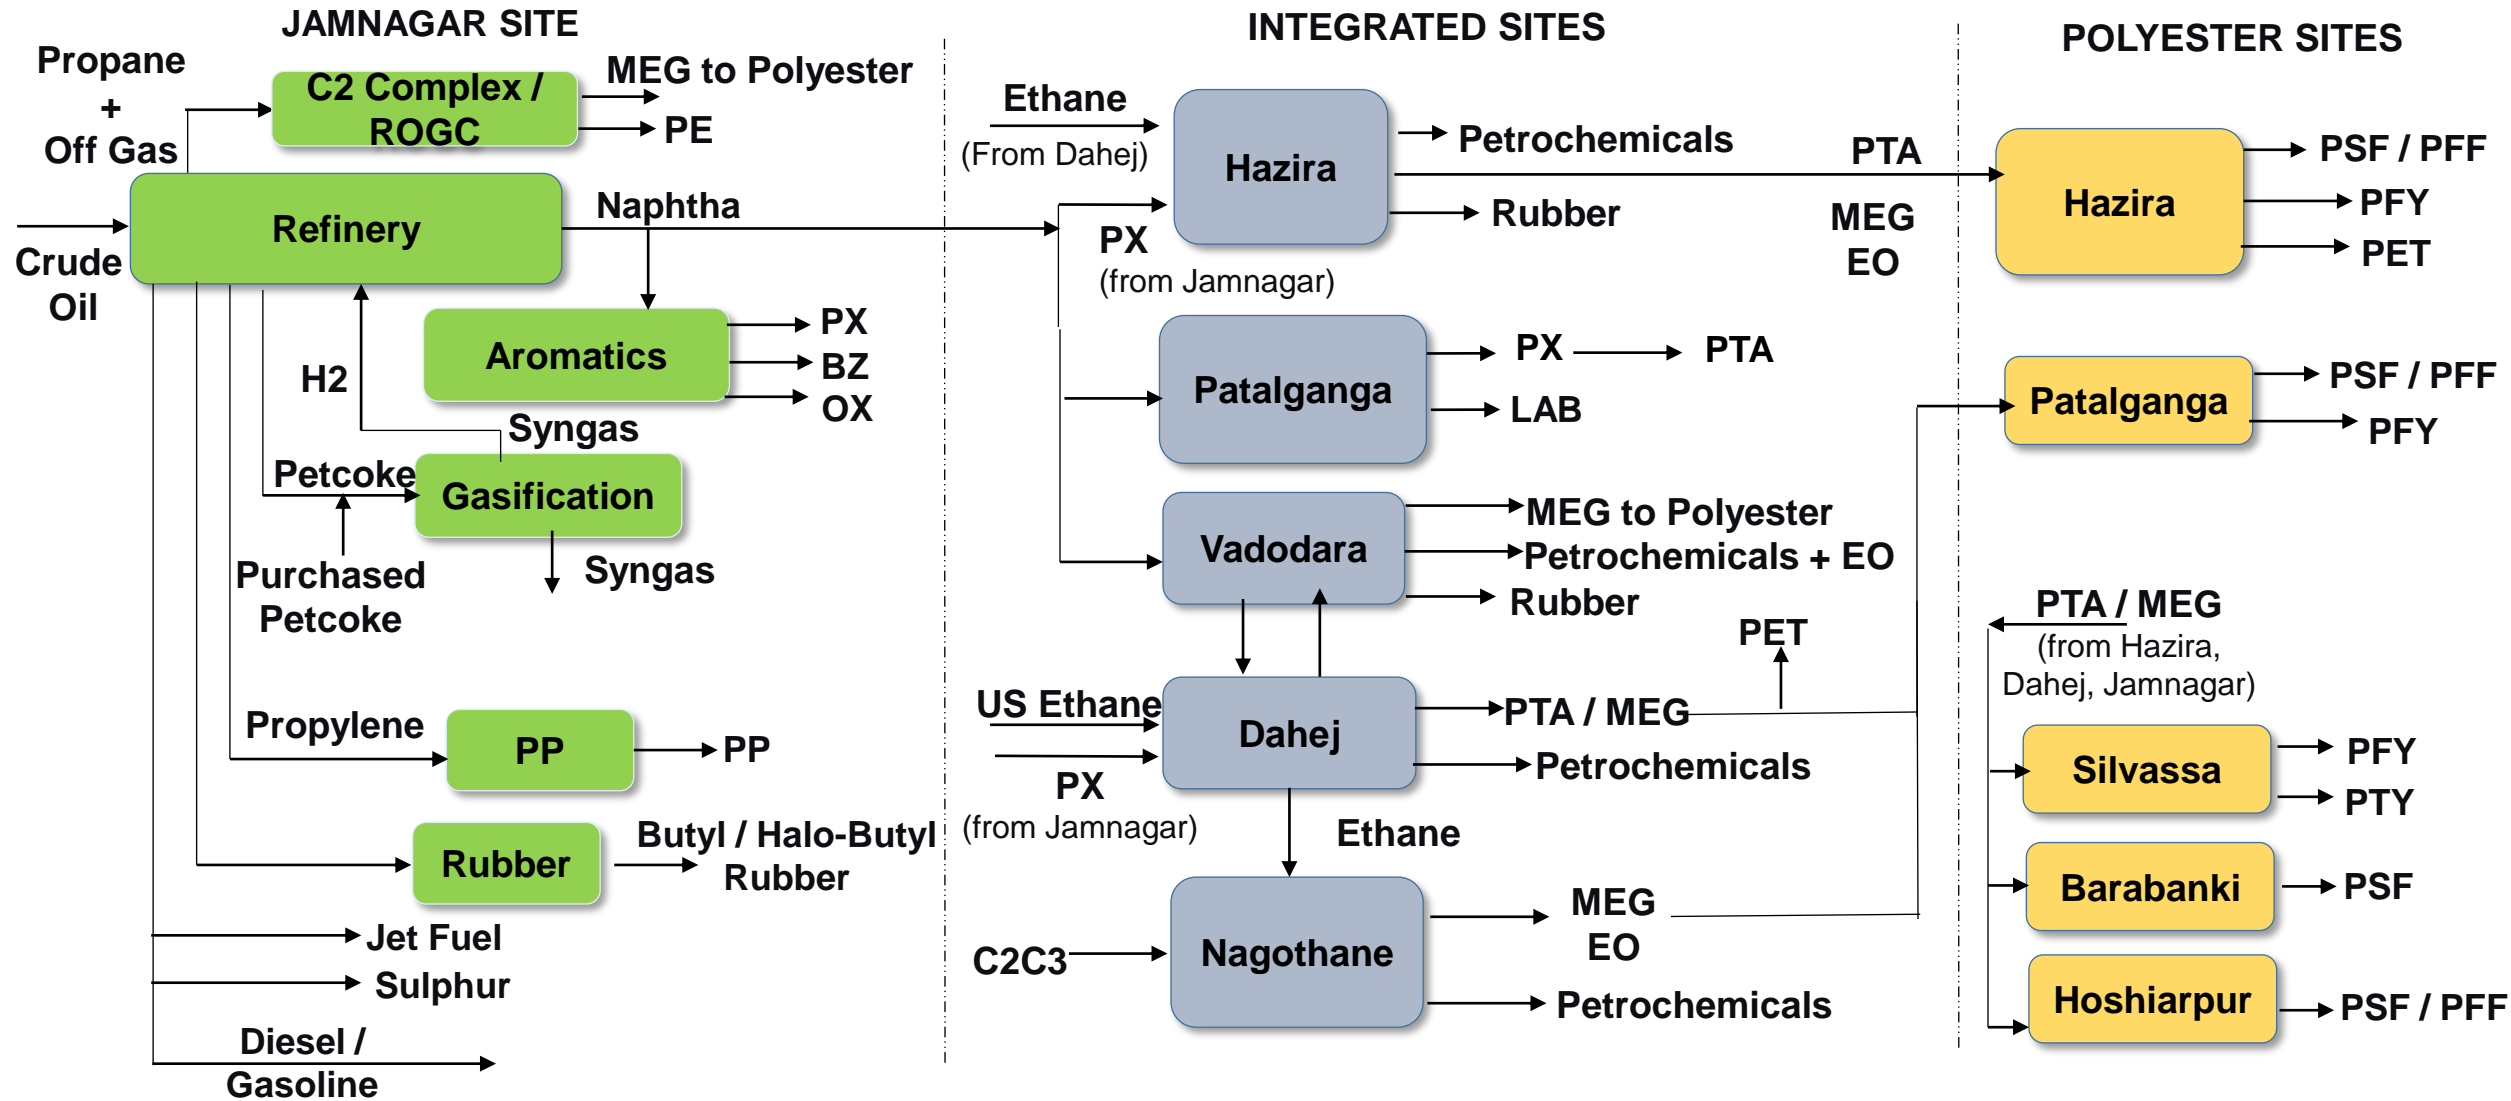 JAMNAGAR SITE
Propane
+
Off Gas
C2 Complex /
ROGC
MEG to Polyester
PE
Refinery
Naphtha
Crude
Oil
Aromatics
PX
BZ
OX
H2
Syngas
Petcoke
Gasification
Purchased
Petcoke
Syngas
Propylene
PP
PP
Rubber
Butyl / Halo-Butyl
Rubber
Jet Fuel
Sulphur
Diesel /
Gasoline
INTEGRATED SITES
Ethane
(From Dahej)
Hazira
Petrochemicals
PTA
MEG
EO
Rubber
PX
(from Jamnagar)
Patalganga
PX
PTA
LAB
Vadodara
MEG to Polyester
Petrochemicals + EO
Rubber
PET
US Ethane
Dahej
PTA / MEG
Petrochemicals
PX
(from Jamnagar)
Ethane
C2C3
Nagothane
MEG
EO
Petrochemicals
POLYESTER SITES
Hazira
PSF / PFF
PFY
PET
Patalganga
PSF / PFF
PFY
PTA / MEG
(from Hazira,
Dahej, Jamnagar)
Silvassa
PFY
PTY
Barabanki
PSF
Hoshiarpur
PSF / PFF